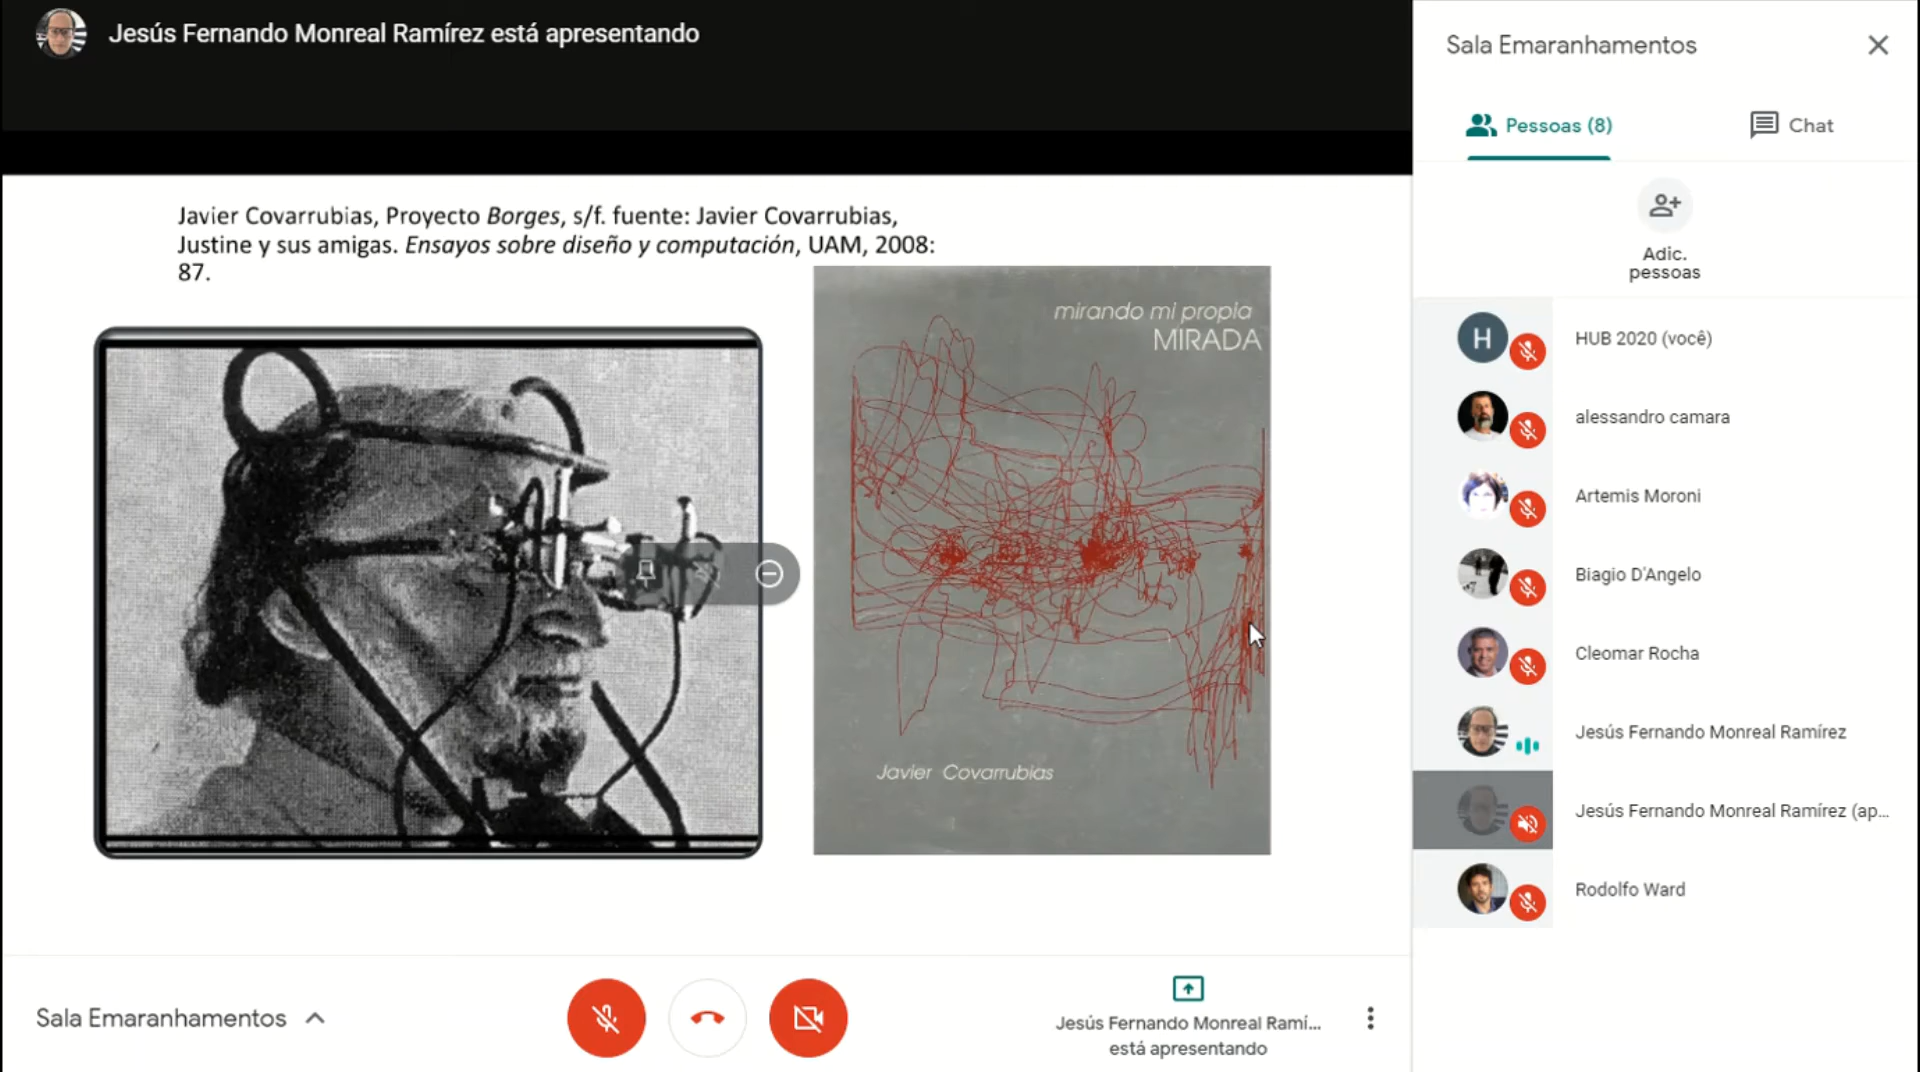 Jesús Fernando Monreal Ramírez está apresentando
Javier Covarrubias, Proyecto Borges, s/f. fuente: Javier Covarrubias,
Justine y sus amigas. Ensayos sobre diseño y computación, UAM, 2008:
87.
mirando mi propia
MIRADA
Javier Covarrubias
Sala Emaranhamentos
Jesús Fernando Monreal Ramí...
está apresentando
Sala Emaranhamentos
Pessoas (8)
Chat
Adic.
pessoas
H
HUB 2020 (você)
alessandro camara
Artemis Moroni
Biagio D'Angelo
Cleomar Rocha
Jesús Fernando Monreal Ramírez
Jesús Fernando Monreal Ramírez (ap...
Rodolfo Ward